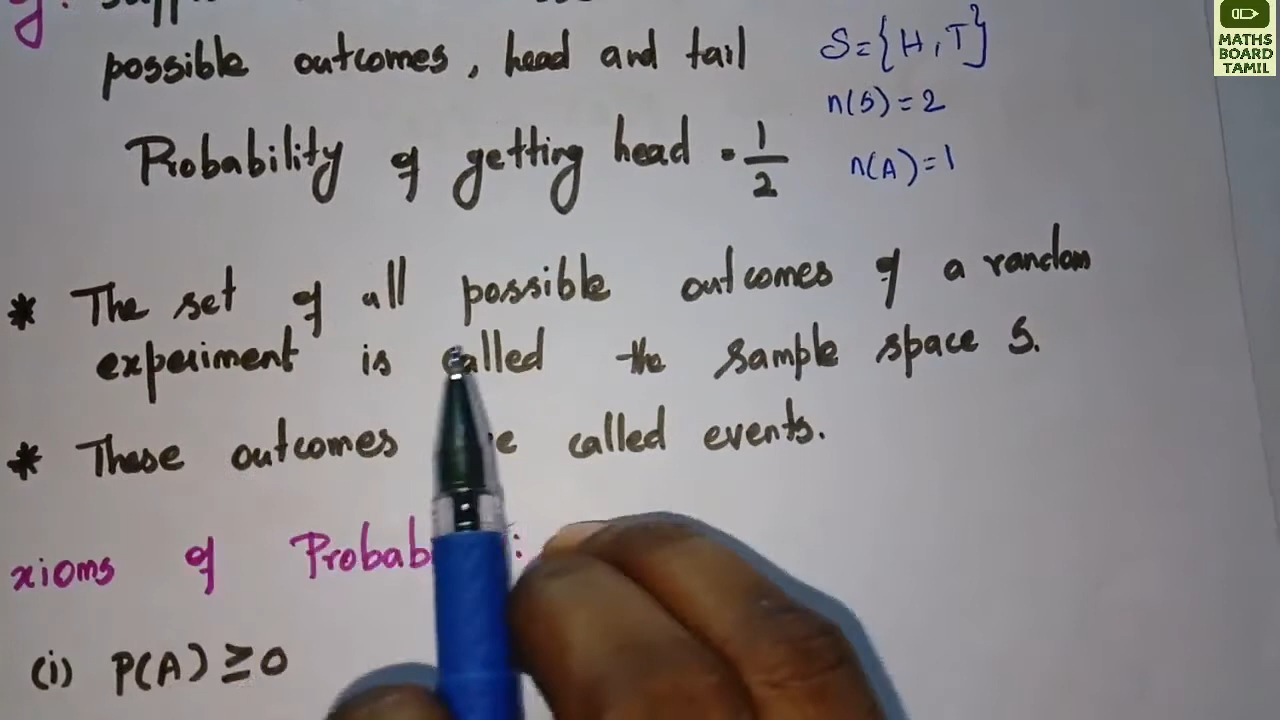 possible outcomes, head and tail
S={H,T}
n(S)=2
Probability of getting head = 1/2
n(A)=1
* The set of all possible outcomes of a random
experiment is called the sample space S.
* These outcomes called events.
xioms of Probab :
(i) P(A) ≥ 0
MATHS
BOARD
TAMIL